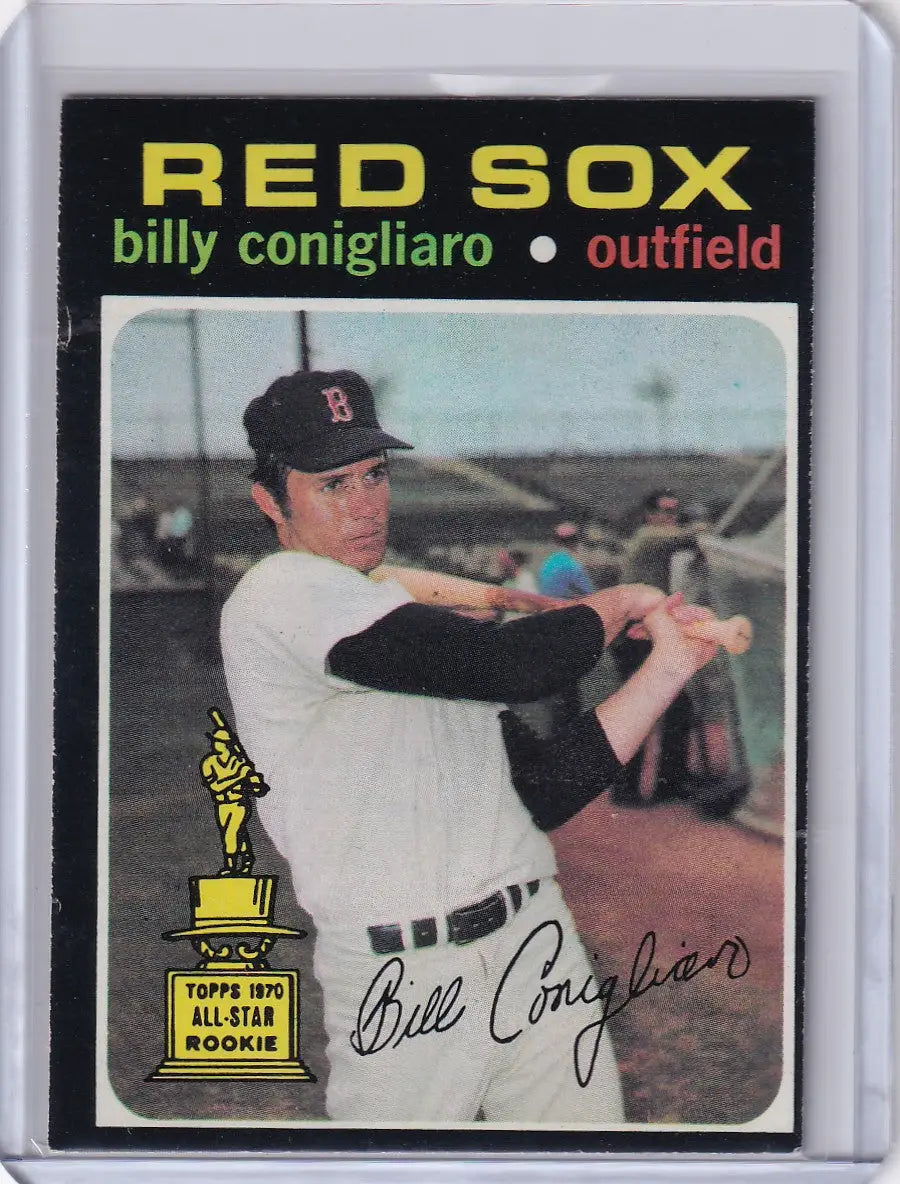 RED SOX
billy conigliaro • outfield
B
TOPPS 1970
ALL-STAR
ROOKIE
Bill Conigliaro